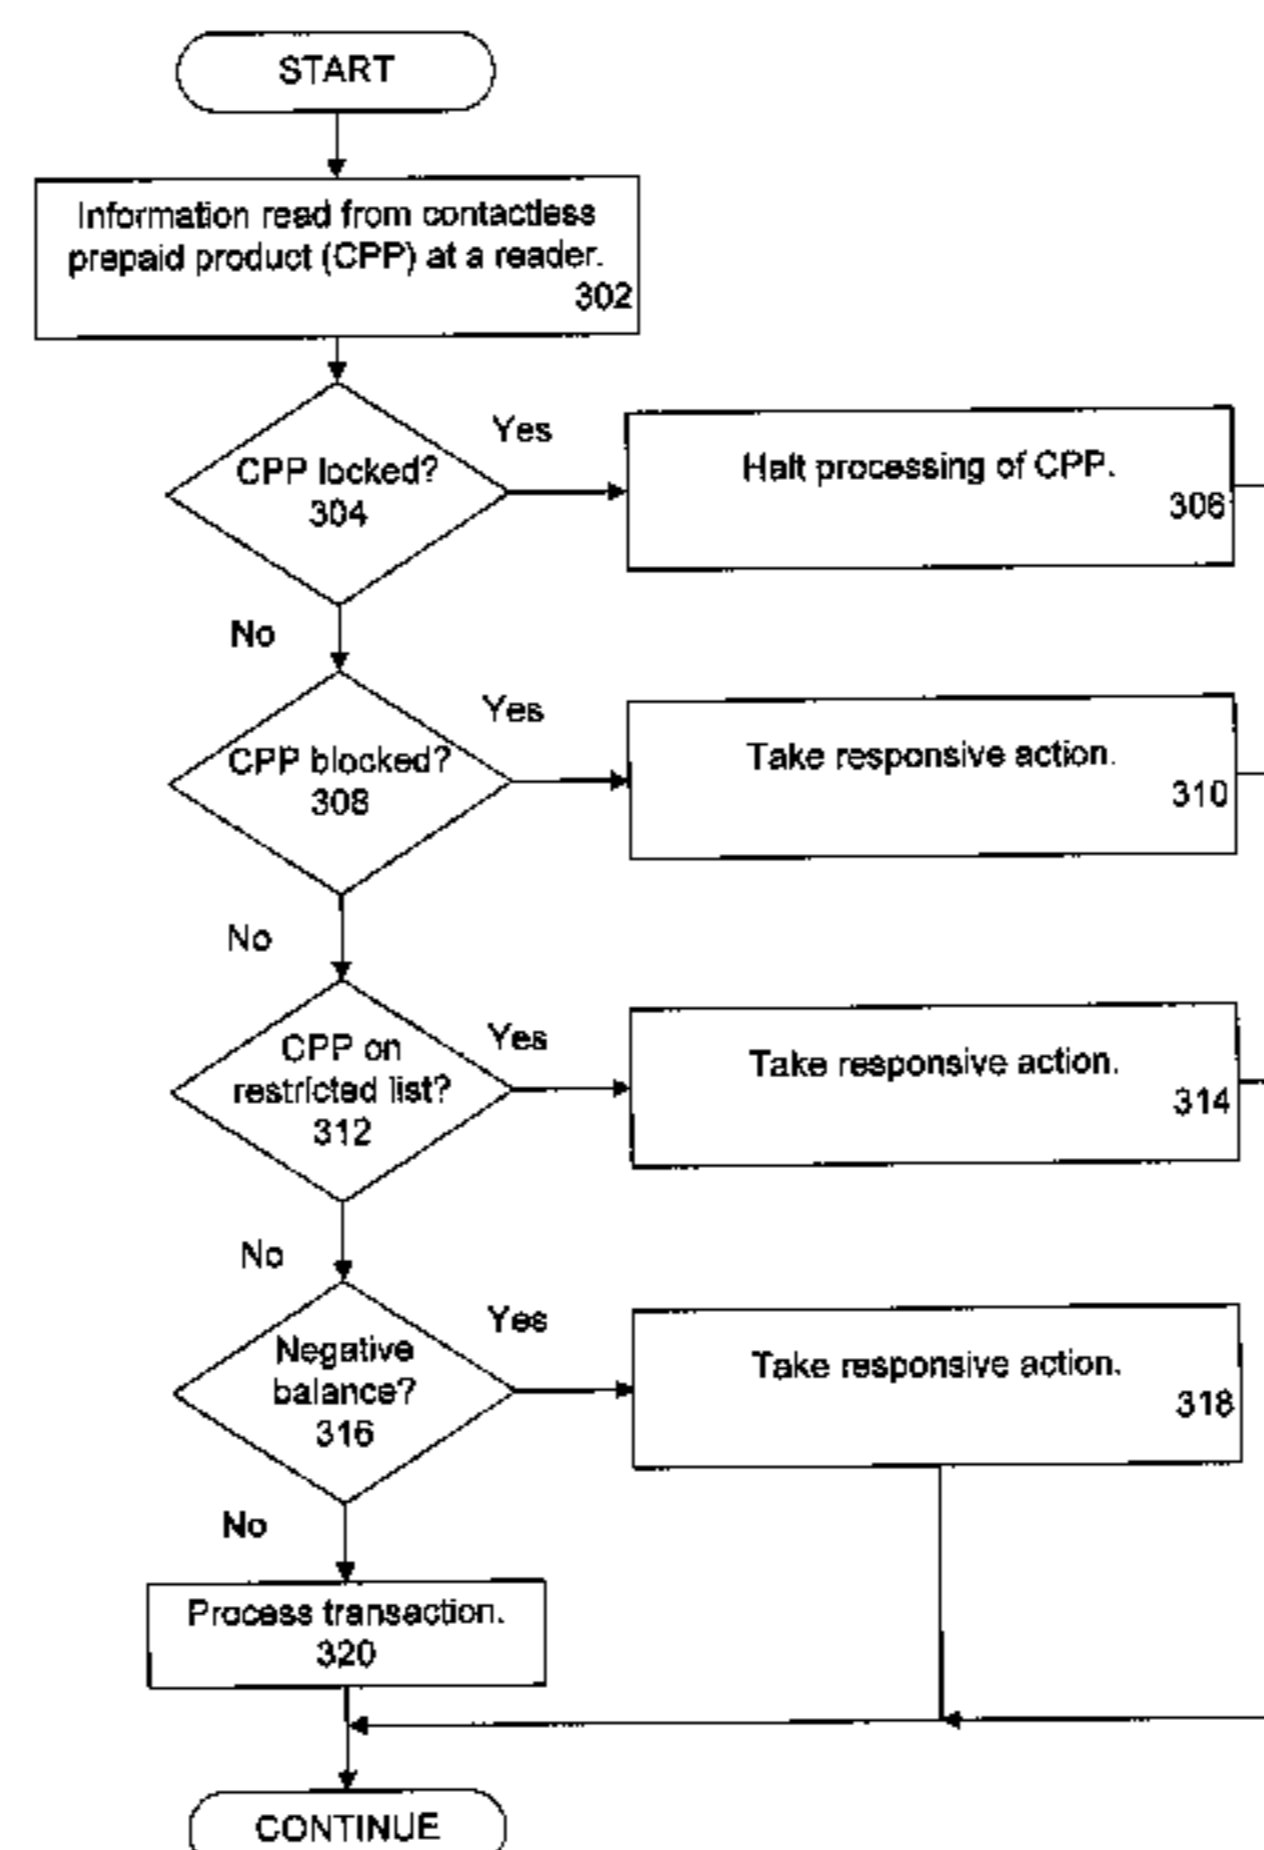 START
Information read from contactless
prepaid product (CPP) at a reader.
302
CPP locked?
304
Yes
Halt processing of CPP.
306
No
CPP blocked?
308
Yes
Take responsive action.
310
No
CPP on
restricted list?
312
Yes
Take responsive action.
314
No
Negative
balance?
316
Yes
Take responsive action.
318
No
Process transaction.
320
CONTINUE